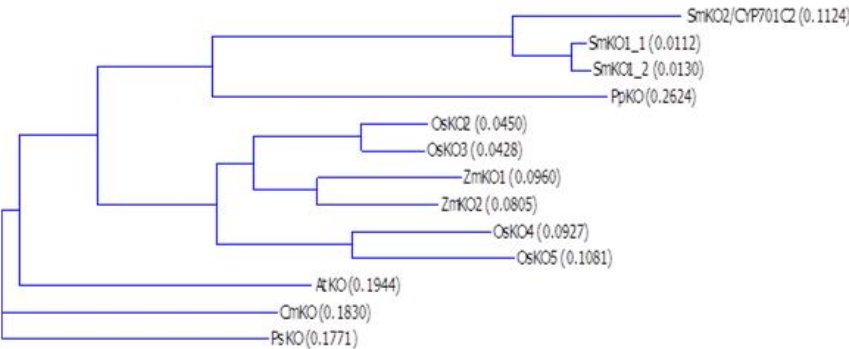 SmKO2/CYP701C2 (0.1124)
SmKO1_1 (0.0112)
SmKO1_2 (0.0130)
PpKO (0.2624)
OsKO2 (0.0450)
OsKO3 (0.0428)
ZmKO1 (0.0960)
ZmKO2 (0.0805)
OsKO4 (0.0927)
OsKO5 (0.1081)
AtKO (0.1944)
CmKO (0.1830)
PsKO (0.1771)